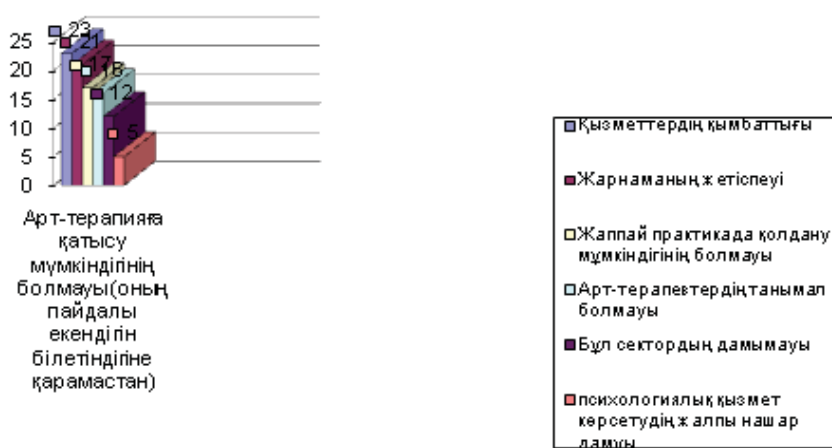 23
21
17
16
12
5
25
20
15
10
5
0
Арт-терапияға
қатысу
мүмкіндігінің
болмауы(оның
пайдалы
екендігін
білетіндігіне
қарамастан)
Қызметтердің қымбаттығы
Жарнаманың жетіспеуі
Жаппай практикада қолдану
мұмкіндігінің болмауы
Арт-терапевтердің танымал
болмауы
Бұл сектордың дамымауы
психологиялық қызмет
көрсетудің жалпы нашар
дамуы